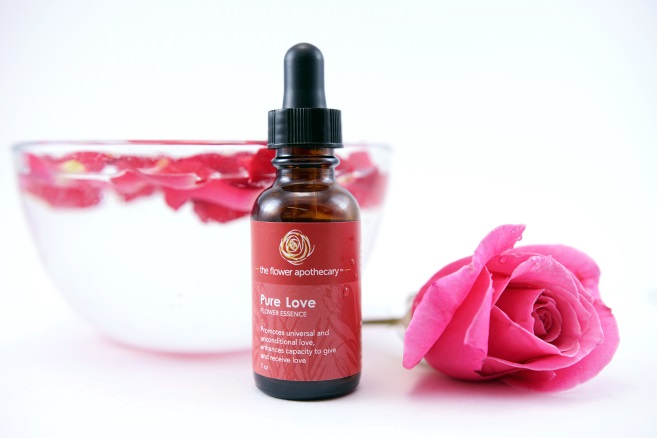 the flower apothecary™
Pure Love
FLOWER ESSENCE
Promotes universal and
unconditional love,
enhances capacity to give
and receive love
1 oz